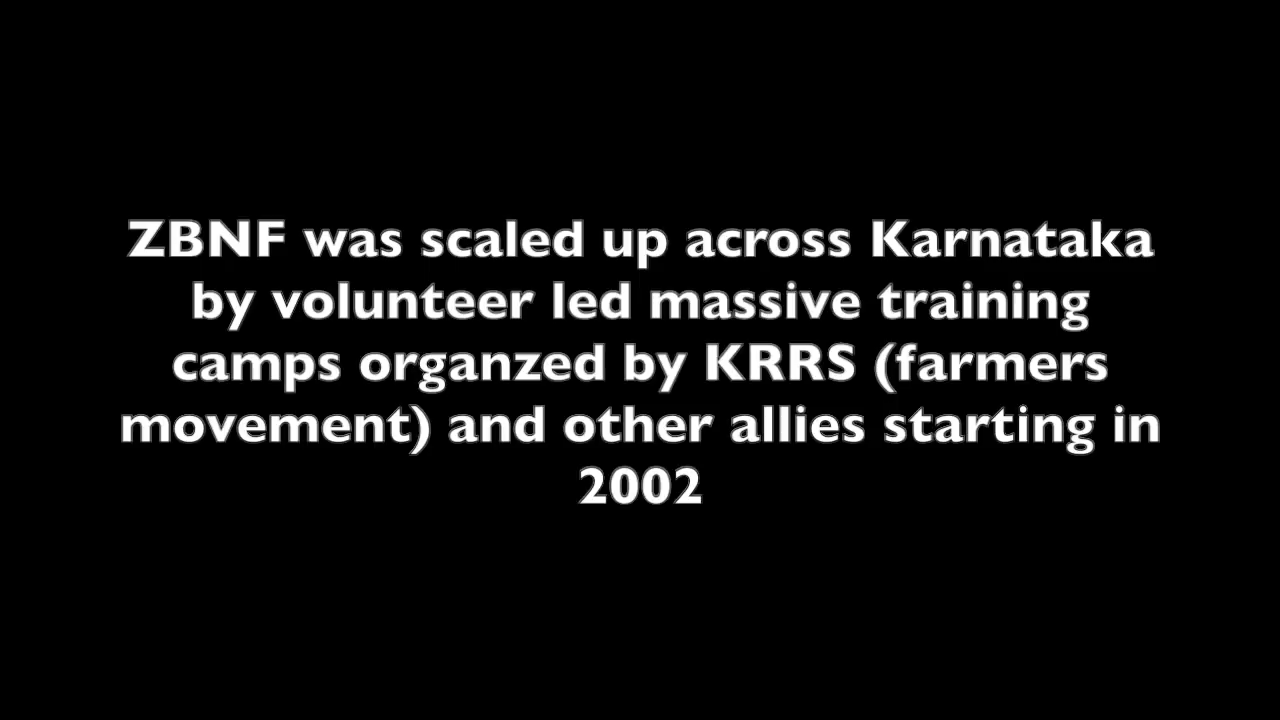 ZBNF was scaled up across Karnataka
by volunteer led massive training
camps organzed by KRRS (farmers
movement) and other allies starting in
2002